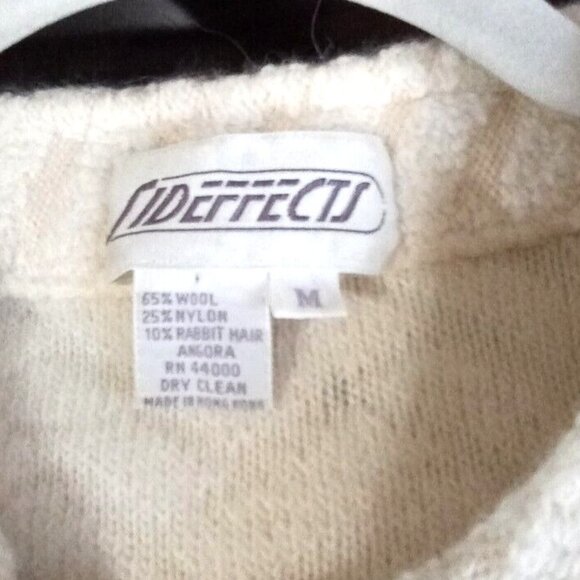 SIDEFFECTS
M
65% WOOL
25% NYLON
10% RABBIT HAIR
ANGORA
RN 44000
DRY CLEAN
MADE IN HONG KONG